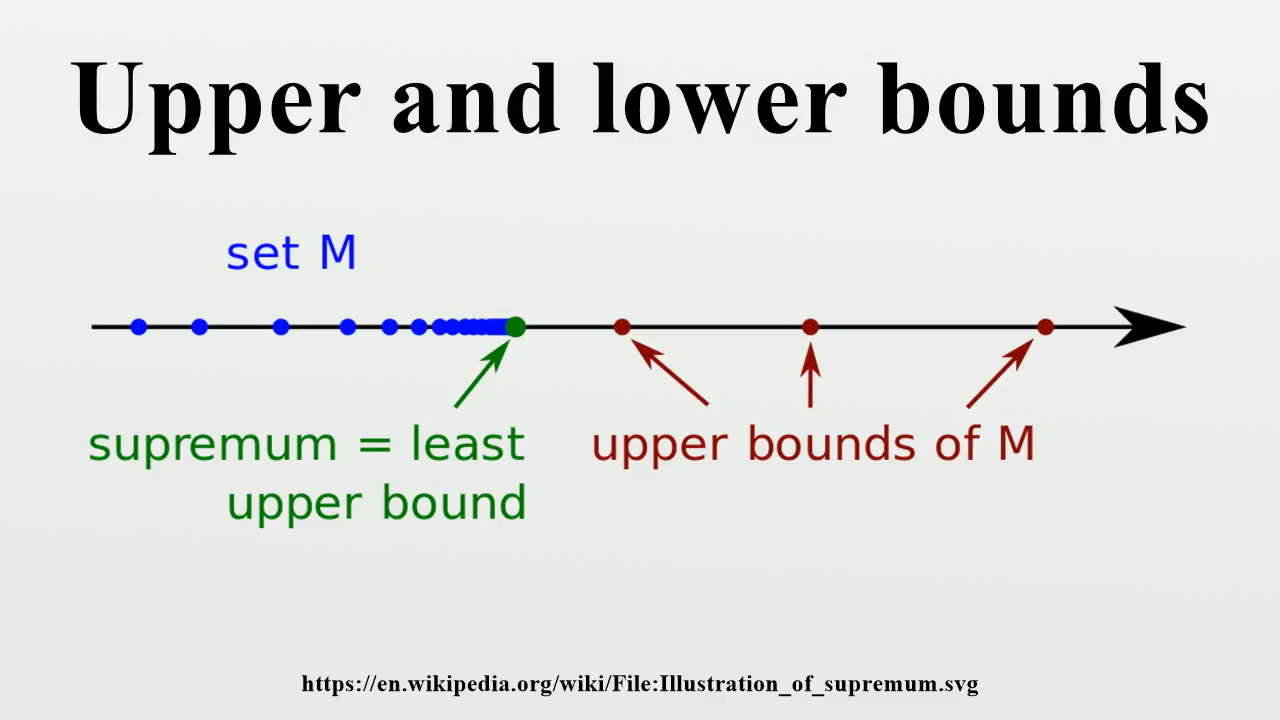 Upper and lower bounds
set M
supremum = least
upper bound
upper bounds of M
https://en.wikipedia.org/wiki/File:Illustration_of_supremum.svg